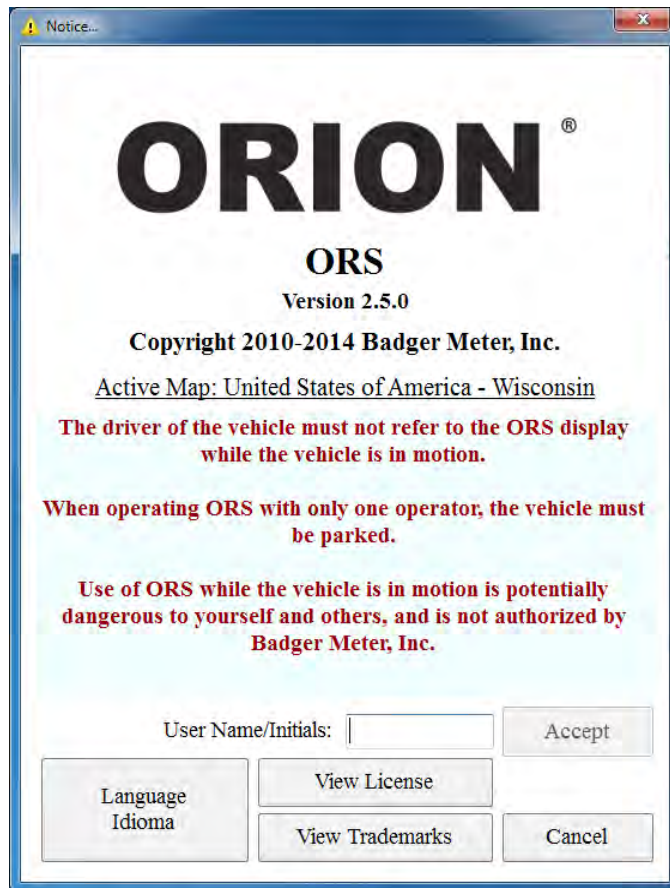 Notice...
ORION ®
ORS
Version 2.5.0
Copyright 2010-2014 Badger Meter, Inc.
Active Map: United States of America - Wisconsin
The driver of the vehicle must not refer to the ORS display
while the vehicle is in motion.
When operating ORS with only one operator, the vehicle must
be parked.
Use of ORS while the vehicle is in motion is potentially
dangerous to yourself and others, and is not authorized by
Badger Meter, Inc.
User Name/Initials:
Accept
Language
Idioma
View License
View Trademarks
Cancel